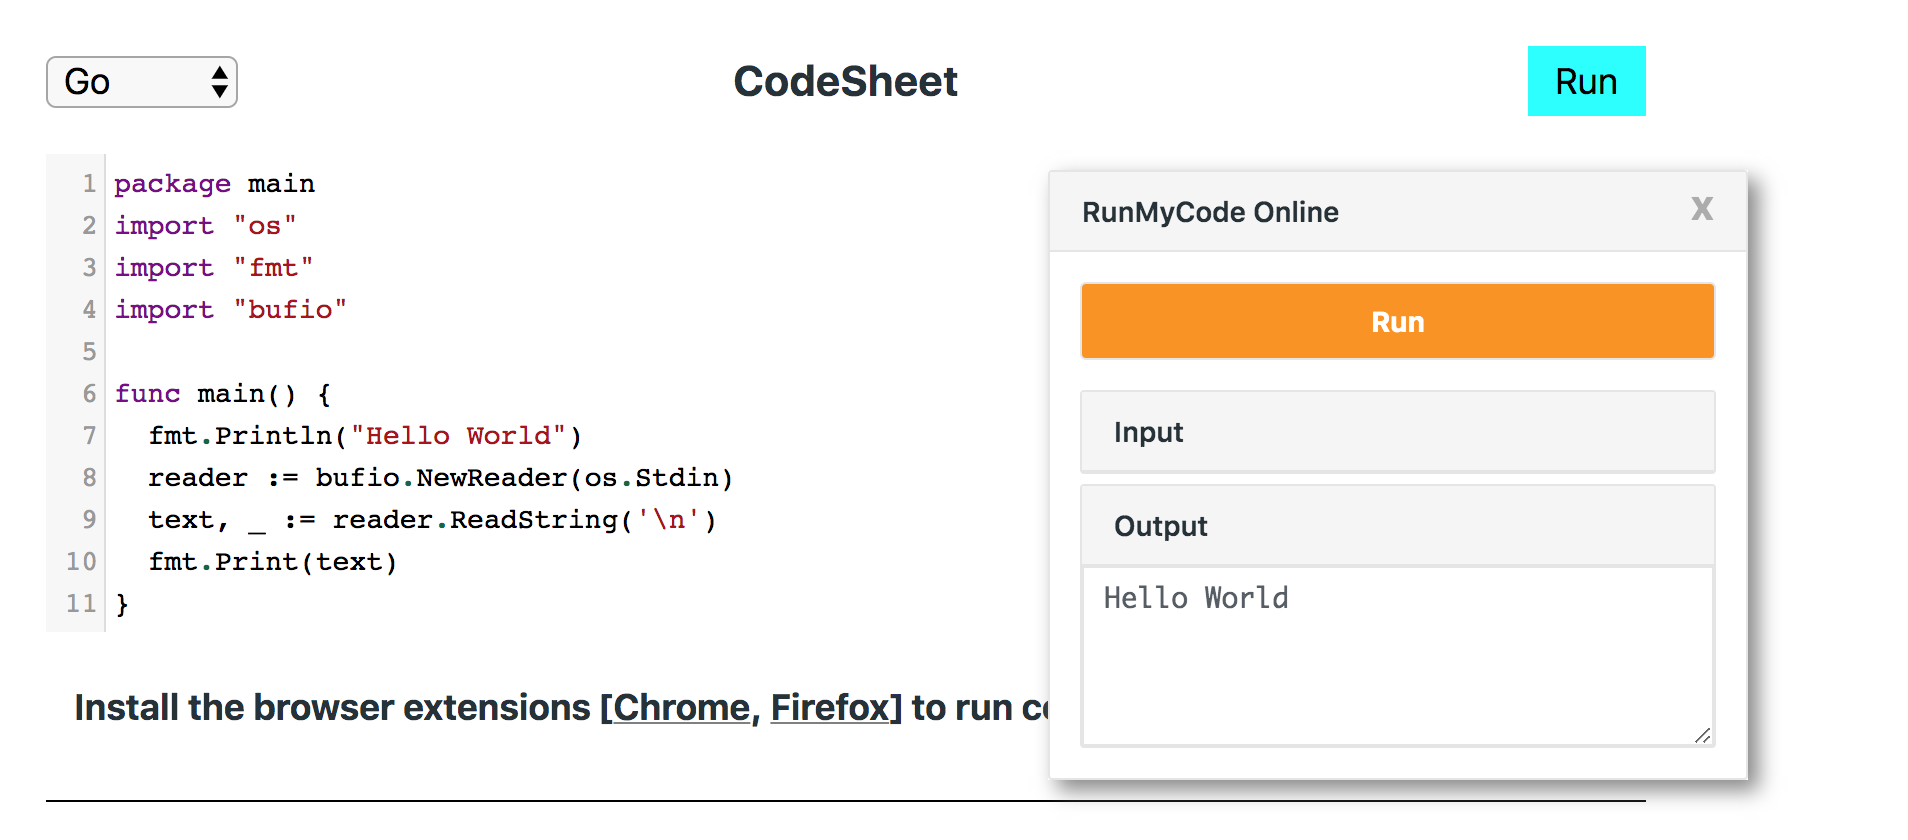 Go
CodeSheet
Run
1 package main
2 import "os"
3 import "fmt"
4 import "bufio"
5
6 func main() {
7   fmt.Println("Hello World")
8   reader := bufio.NewReader(os.Stdin)
9   text, _ := reader.ReadString('\n')
10   fmt.Print(text)
11 }
Install the browser extensions [Chrome, Firefox] to run
RunMyCode Online
X
Run
Input
Output
Hello World